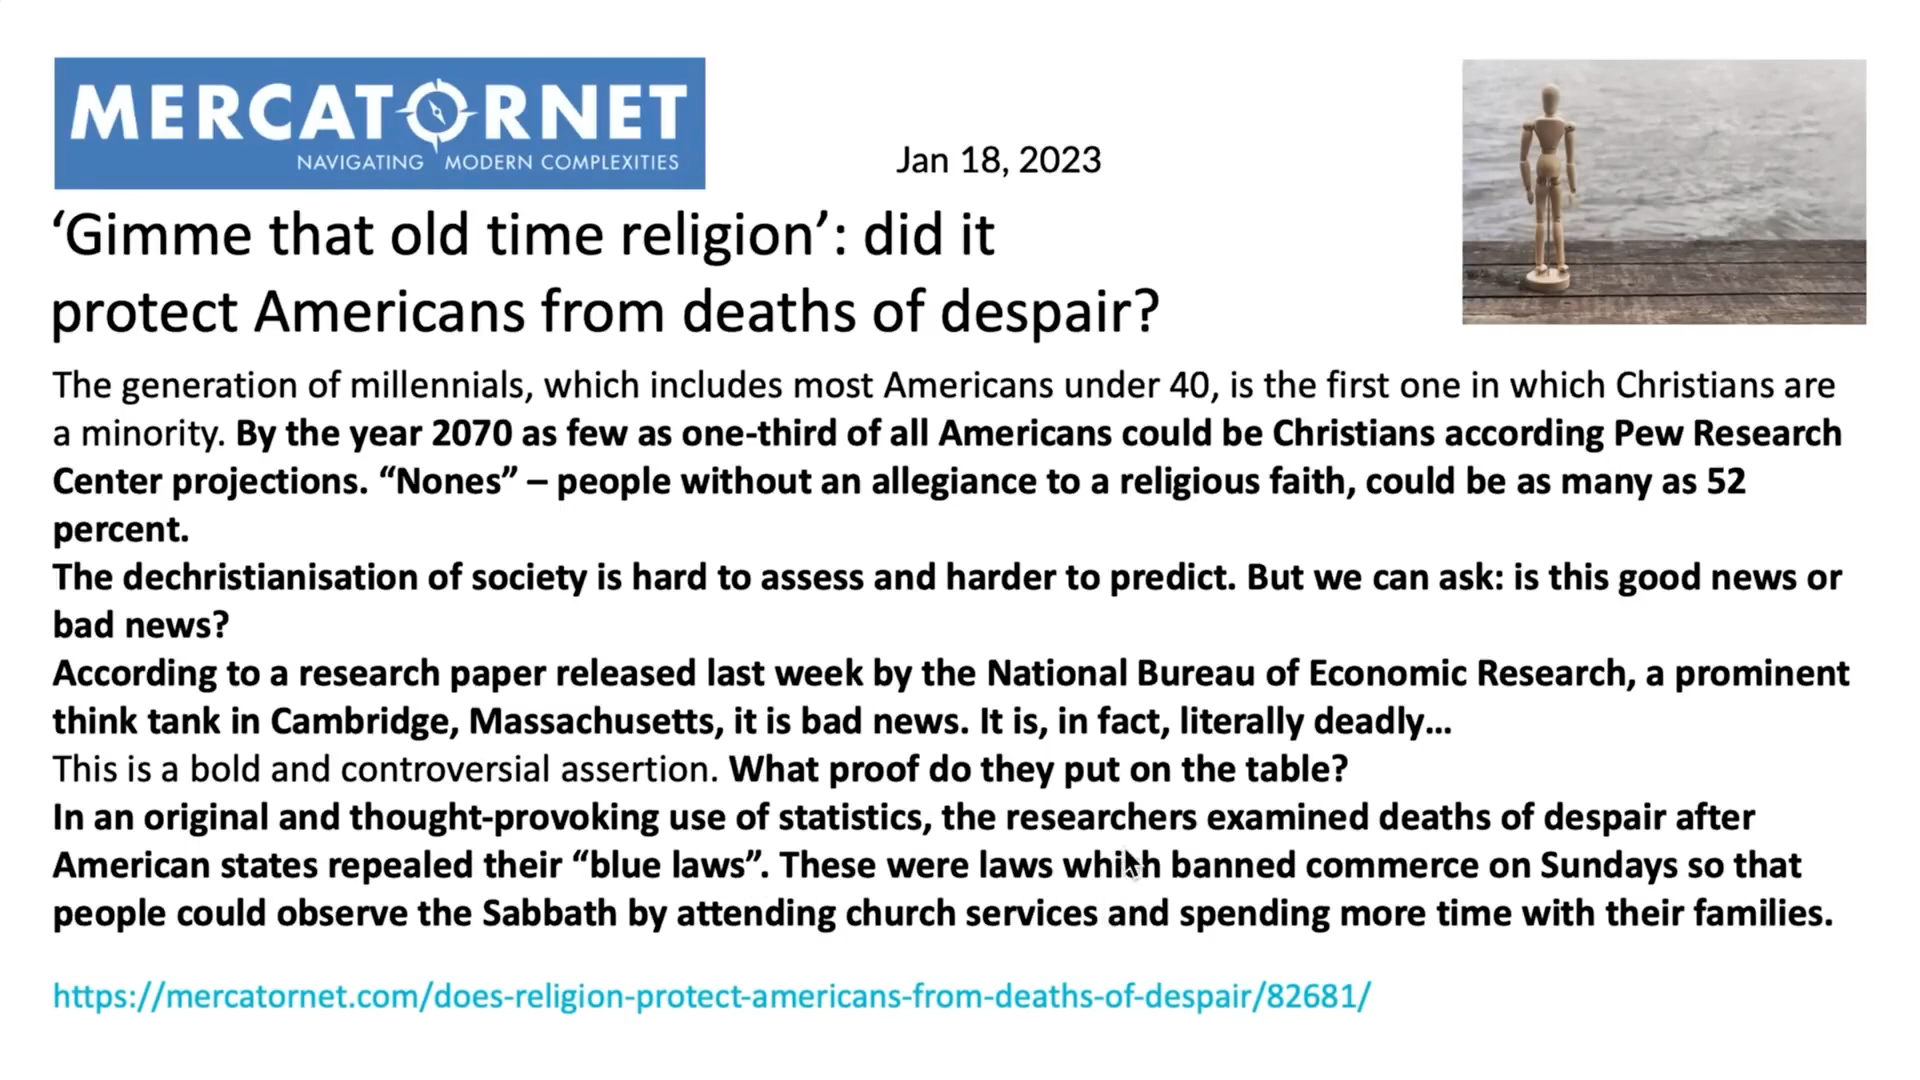 MERCATORNET
NAVIGATING MODERN COMPLEXITIES
Jan 18, 2023
‘Gimme that old time religion’: did it
protect Americans from deaths of despair?
The generation of millennials, which includes most Americans under 40, is the first one in which Christians are
a minority. By the year 2070 as few as one-third of all Americans could be Christians according Pew Research
Center projections. “Nones” – people without an allegiance to a religious faith, could be as many as 52
percent.
The dechristianisation of society is hard to assess and harder to predict. But we can ask: is this good news or
bad news?
According to a research paper released last week by the National Bureau of Economic Research, a prominent
think tank in Cambridge, Massachusetts, it is bad news. It is, in fact, literally deadly…
This is a bold and controversial assertion. What proof do they put on the table?
In an original and thought-provoking use of statistics, the researchers examined deaths of despair after
American states repealed their “blue laws”. These were laws which banned commerce on Sundays so that
people could observe the Sabbath by attending church services and spending more time with their families.
https://mercatornet.com/does-religion-protect-americans-from-deaths-of-despair/82681/